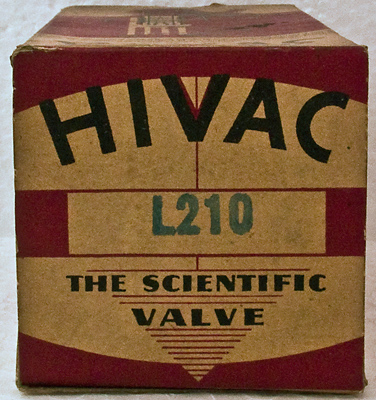 HIVAC
L210
THE SCIENTIFIC
VALVE